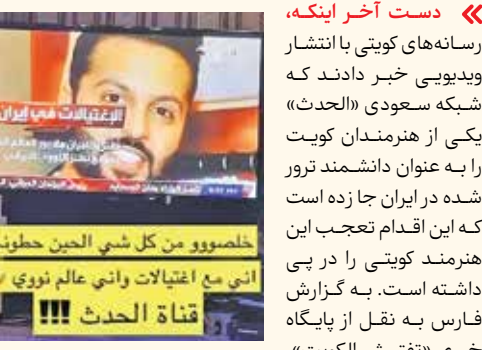 « دست آخر اینکه،
رسانه‌های کویتی با انتشار
ویدیویی خبر دادند که
شبکه سعودی «الحدث»
یکی از هنرمندان کویت
را به عنوان دانشمند ترور
شده در ایران جا زده است
که این اقدام تعجب این
هنرمند کویتی را در پی
داشته است. به گزارش
فارس به نقل از پایگاه
الإغتيالات في إيران
خلصووو من كل شي الحين حطوني
اني مع اغتيالات واني عالم نووي
قناة الحدث !!!